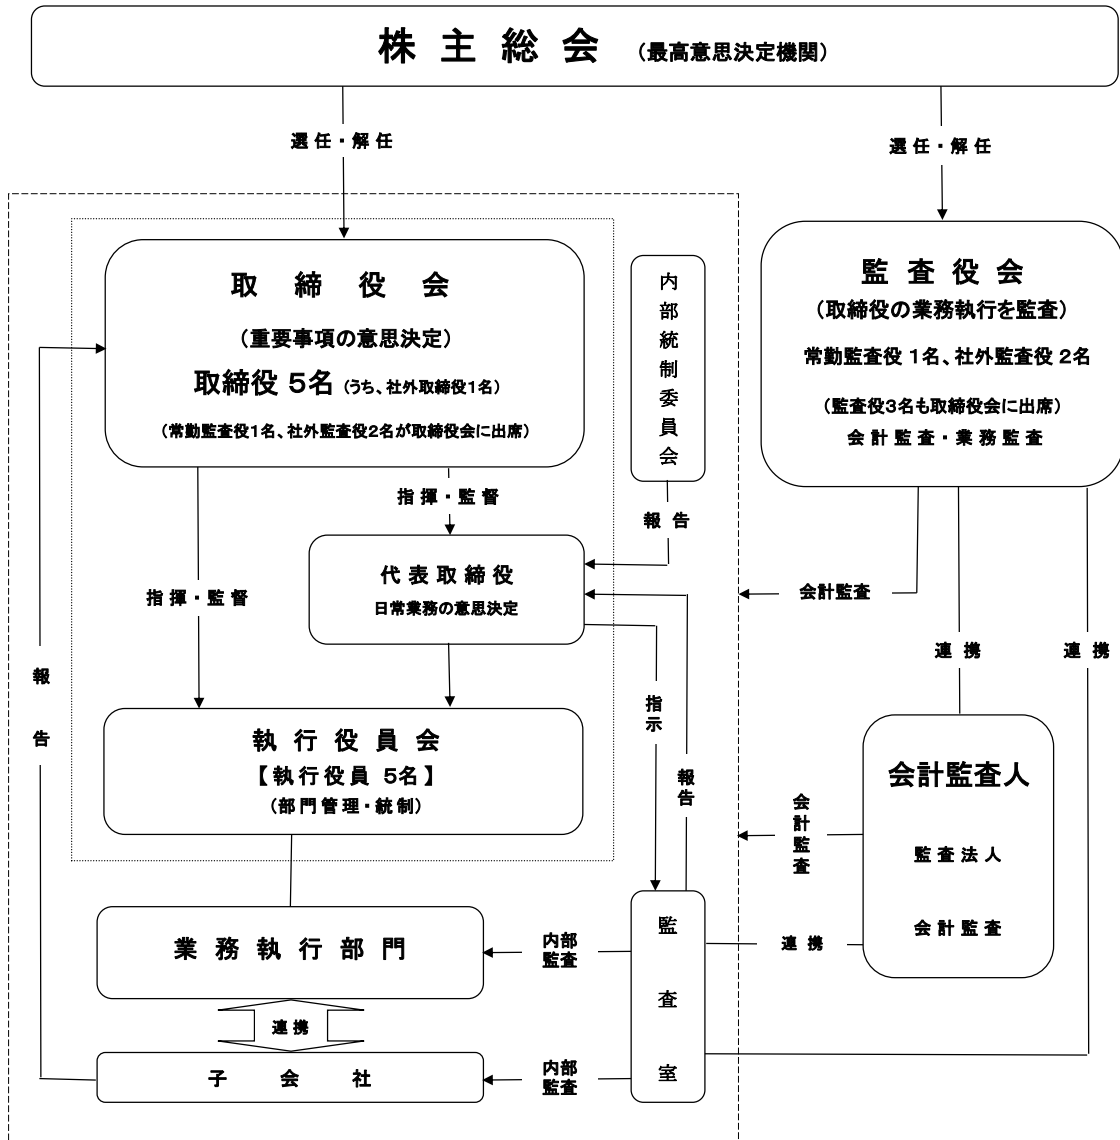 株主総会 (最高意思決定機関)
選任・解任
選任・解任
取締役会
(重要事項の意思決定)
取締役 5名 (うち、社外取締役1名)
(常勤監査役1名、社外監査役2名が取締役会に出席)
内部統制委員会
監査役会
(取締役の業務執行を監査)
常勤監査役 1名、社外監査役 2名
(監査役3名も取締役会に出席)
会計監査・業務監査
指揮・監督
報告
代表取締役
日常業務の意思決定
指揮・監督
会計監査
連携
連携
報告
指示
執行役員会
【執行役員 5名】
(部門管理・統制)
報告
会計監査
会計監査人
監査法人
会計監査
業務執行部門
内部
監査
監査室
連携
連携
子会社
内部
監査